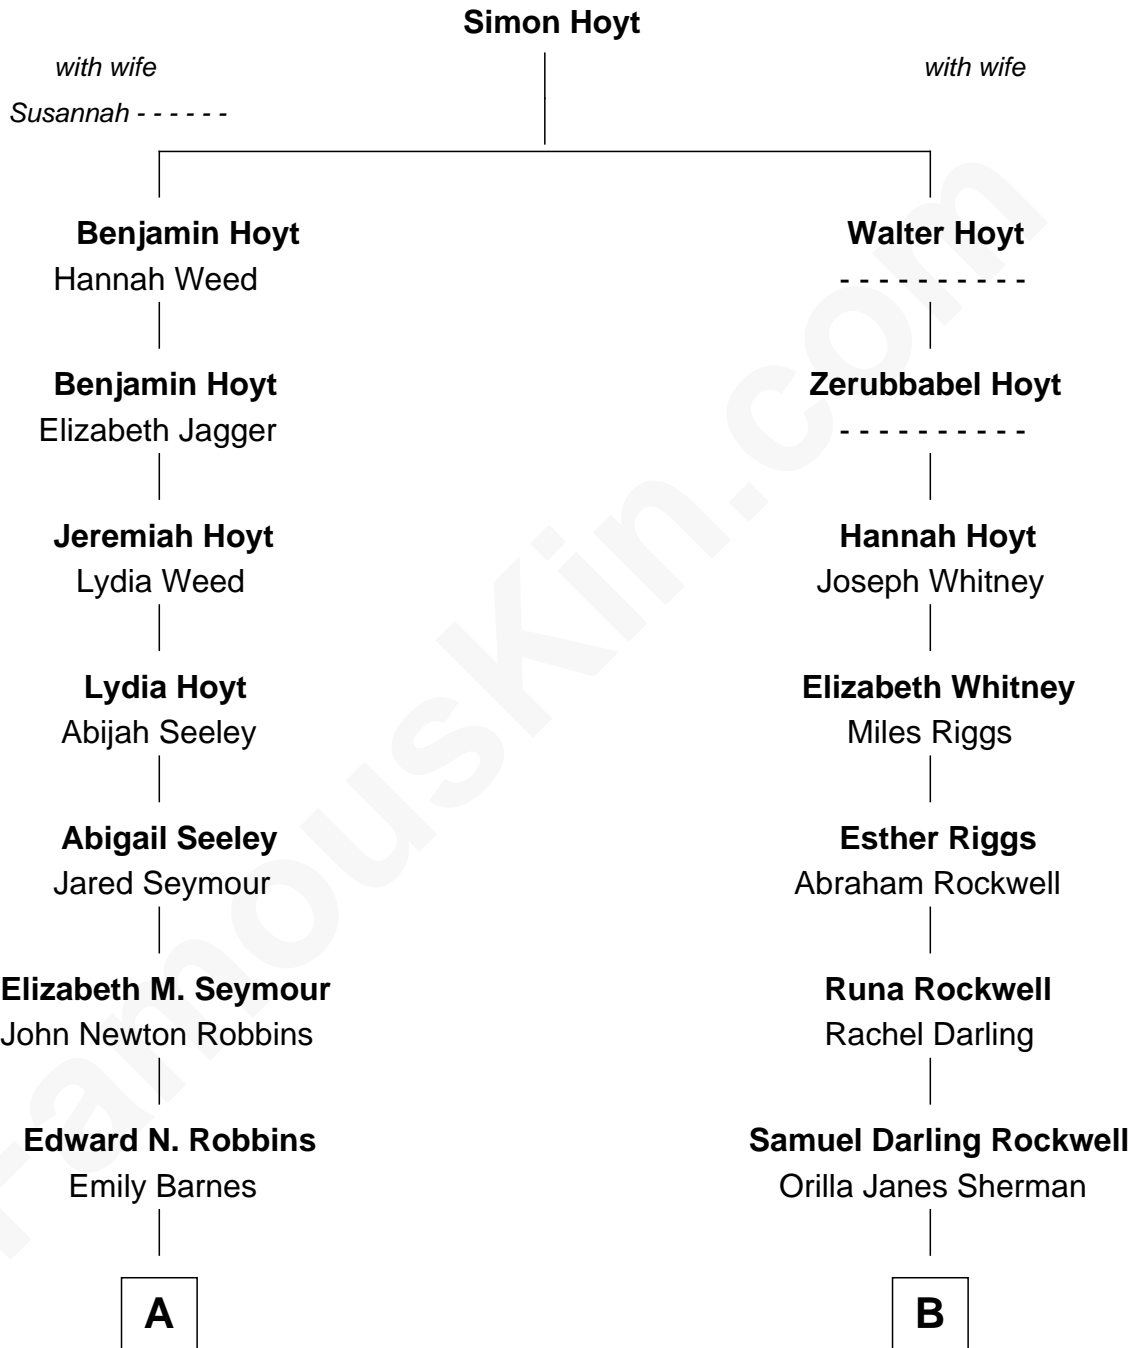 Simon Hoyt
with wife
with wife
Susannah - - - - - -
Benjamin Hoyt
Walter Hoyt
Hannah Weed
- - - - - - - - - -
Benjamin Hoyt
Zerubbabel Hoyt
Elizabeth Jagger
- - - - - - - - - -
Jeremiah Hoyt
Hannah Hoyt
Lydia Weed
Joseph Whitney
Lydia Hoyt
Elizabeth Whitney
Abijah Seeley
Miles Riggs
Abigail Seeley
Esther Riggs
Jared Seymour
Abraham Rockwell
Elizabeth M. Seymour
Runa Rockwell
John Newton Robbins
Rachel Darling
Edward N. Robbins
Samuel Darling Rockwell
Emily Barnes
Orilla Janes Sherman
A
B
FamousKin.com